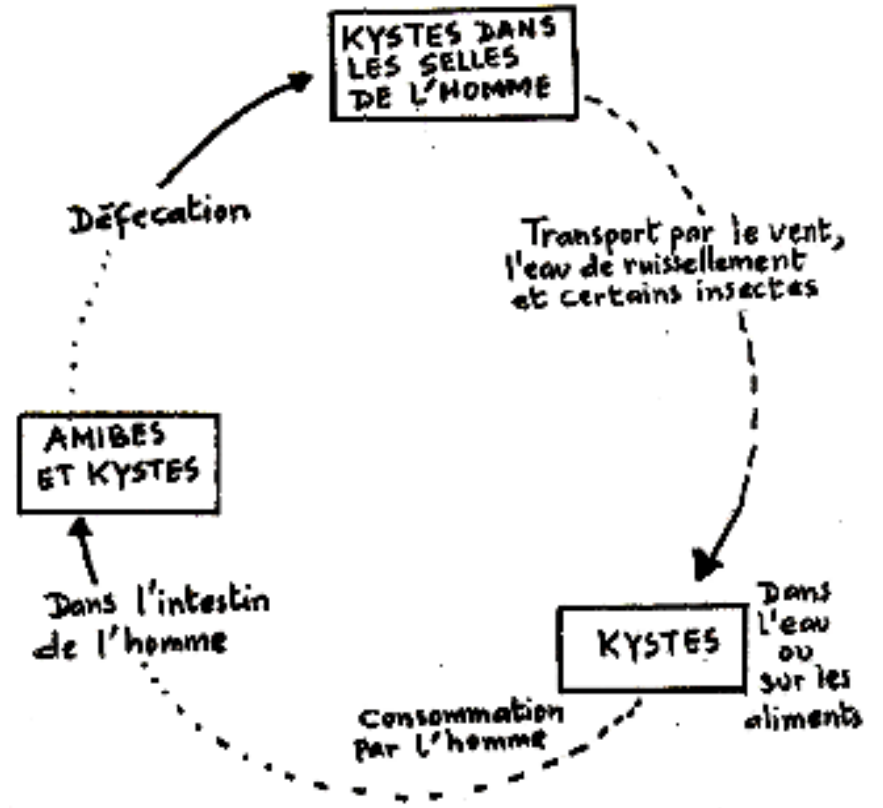 KYSTES DANS
LES SELLES
DE L'HOMME
Défecation
Transport par le vent,
l'eau de ruissellement
et certains insectes
AMIBES
ET KYSTES
Dans l'intestin
de l'homme
KYSTES
Dans
l'eau
ou
sur les
aliments
Consommation
par l'homme